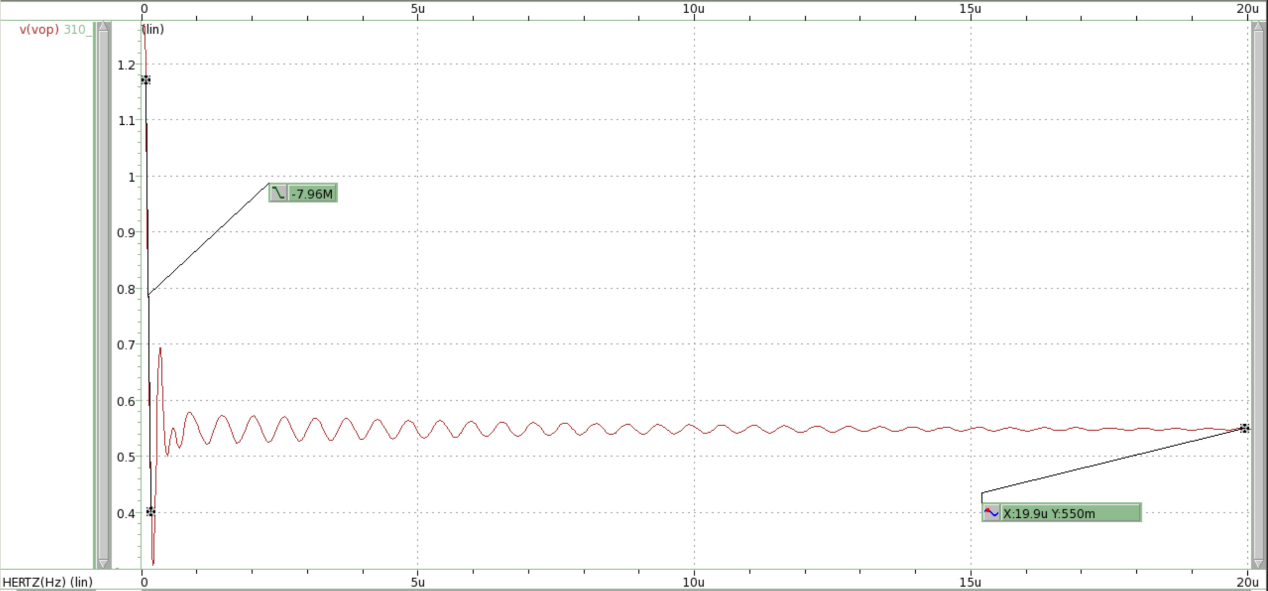 0 5u 10u 15u 20u
v(vop) 310_ (lin)
1.2
1.1
1
-7.96M
0.9
0.8
0.7
0.6
0.5
0.4
X:19.9u Y:550m
HERTZ(Hz) (lin) 0 5u 10u 15u 20u